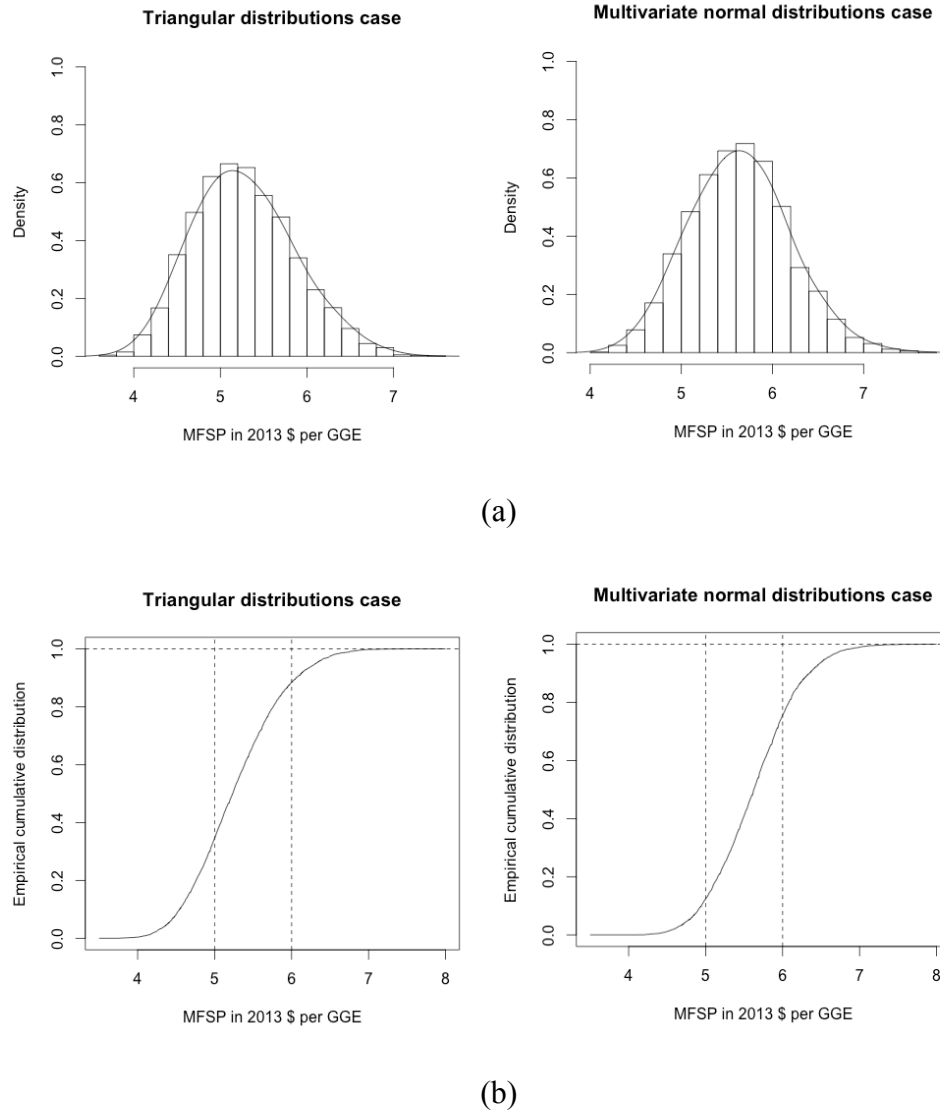 Triangular distributions case
Multivariate normal distributions case
Density
0.0 0.2 0.4 0.6 0.8 1.0
4 5 6 7
MFSP in 2013 $ per GGE
Density
0.0 0.2 0.4 0.6 0.8 1.0
4 5 6 7
MFSP in 2013 $ per GGE
(a)
Triangular distributions case
Multivariate normal distributions case
Empirical cumulative distribution
0.0 0.2 0.4 0.6 0.8 1.0
4 5 6 7 8
MFSP in 2013 $ per GGE
Empirical cumulative distribution
0.0 0.2 0.4 0.6 0.8 1.0
4 5 6 7 8
MFSP in 2013 $ per GGE
(b)